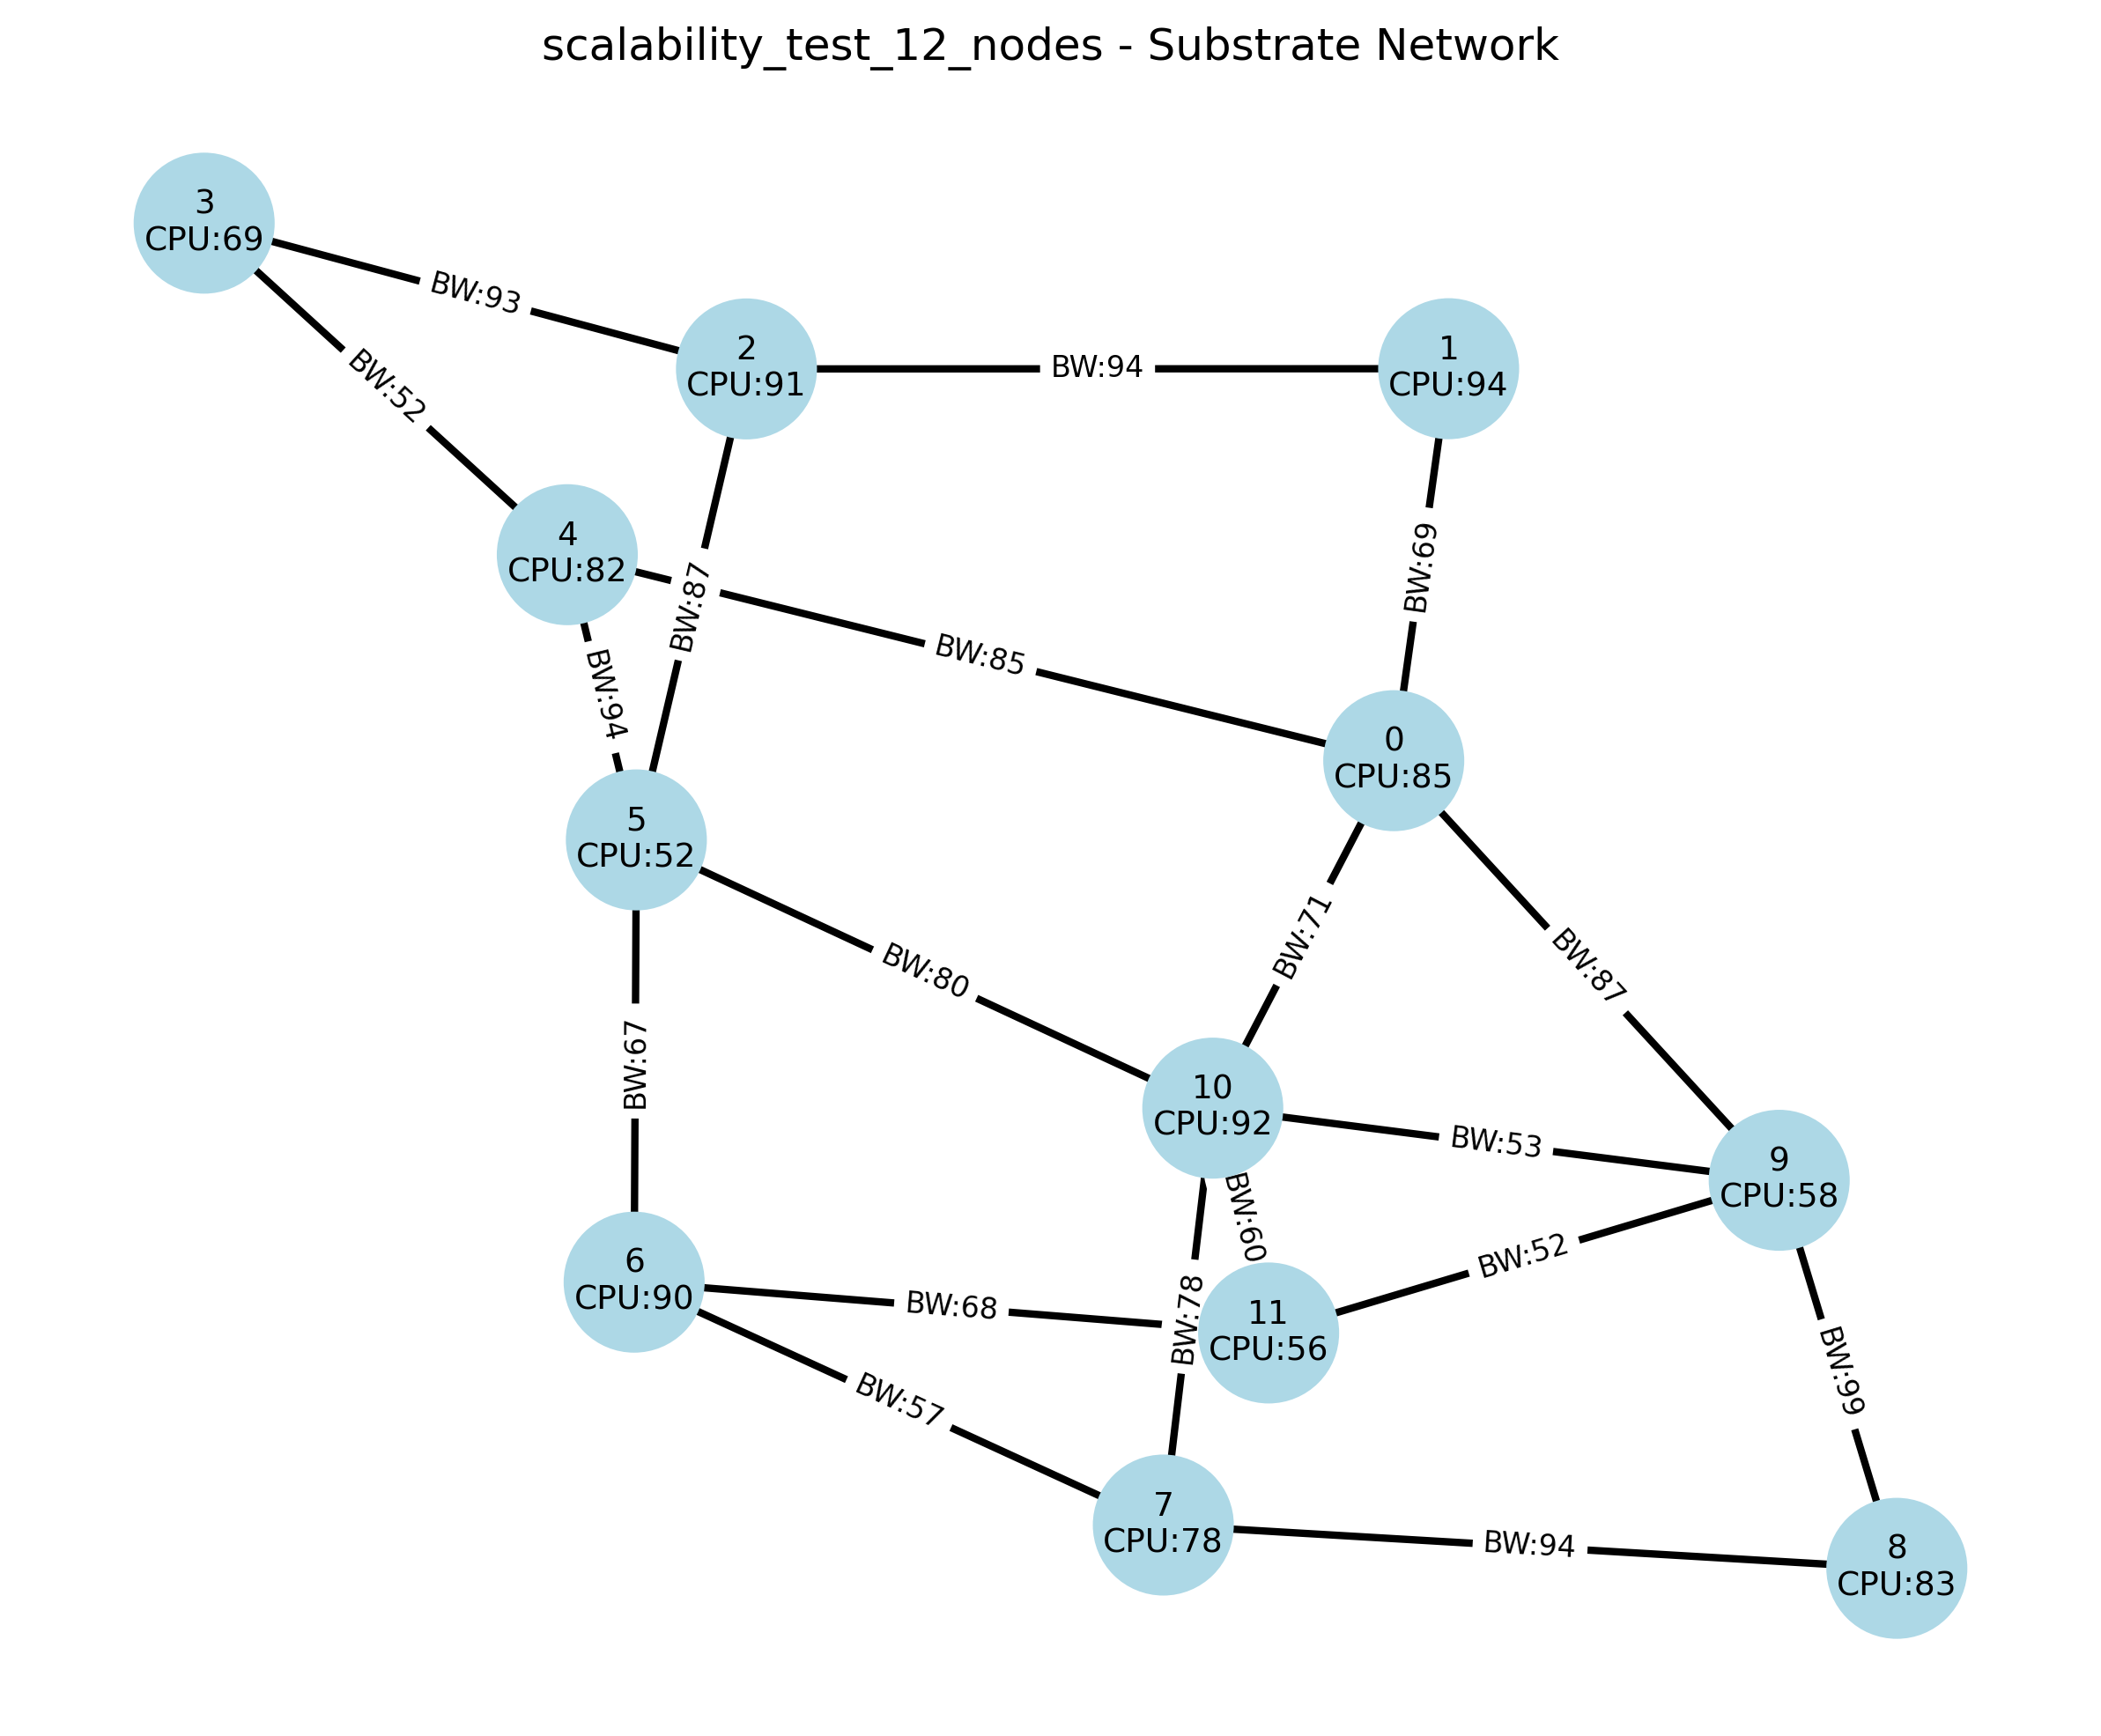 scalability_test_12_nodes - Substrate Network
3
CPU:69
BW:93
2
CPU:91
BW:94
1
CPU:94
BW:52
4
CPU:82
BW:87
BW:69
BW:85
BW:94
0
CPU:85
5
CPU:52
BW:80
BW:71
BW:87
BW:67
10
CPU:92
BW:53
9
CPU:58
BW:60
BW:52
6
CPU:90
BW:68
BW:78
11
CPU:56
BW:57
BW:99
7
CPU:78
BW:94
8
CPU:83